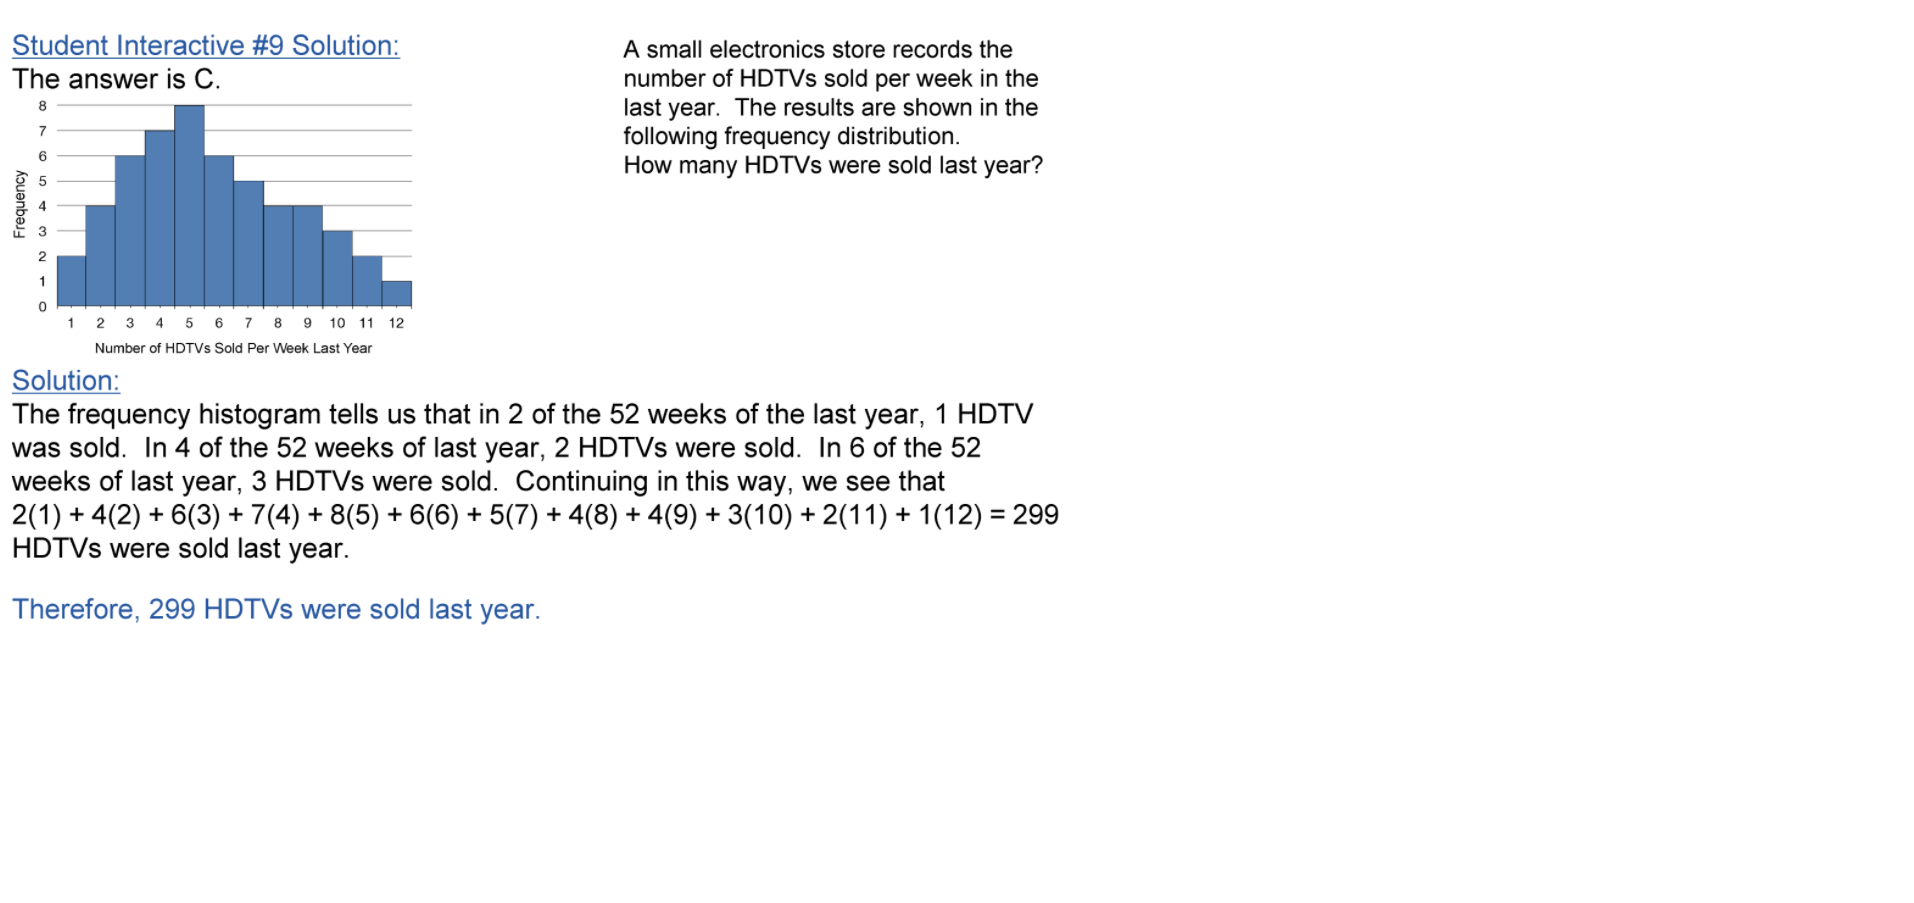 Student Interactive #9 Solution:
The answer is C.
A small electronics store records the
number of HDTVs sold per week in the
last year.  The results are shown in the
following frequency distribution.
How many HDTVs were sold last year?
8
7
6
5
4
3
2
1
0
Frequency
1 2 3 4 5 6 7 8 9 10 11 12
Number of HDTVs Sold Per Week Last Year
Solution:
The frequency histogram tells us that in 2 of the 52 weeks of the last year, 1 HDTV
was sold.  In 4 of the 52 weeks of last year, 2 HDTVs were sold.  In 6 of the 52
weeks of last year, 3 HDTVs were sold.  Continuing in this way, we see that
2(1) + 4(2) + 6(3) + 7(4) + 8(5) + 6(6) + 5(7) + 4(8) + 4(9) + 3(10) + 2(11) + 1(12) = 299
HDTVs were sold last year.
Therefore, 299 HDTVs were sold last year.